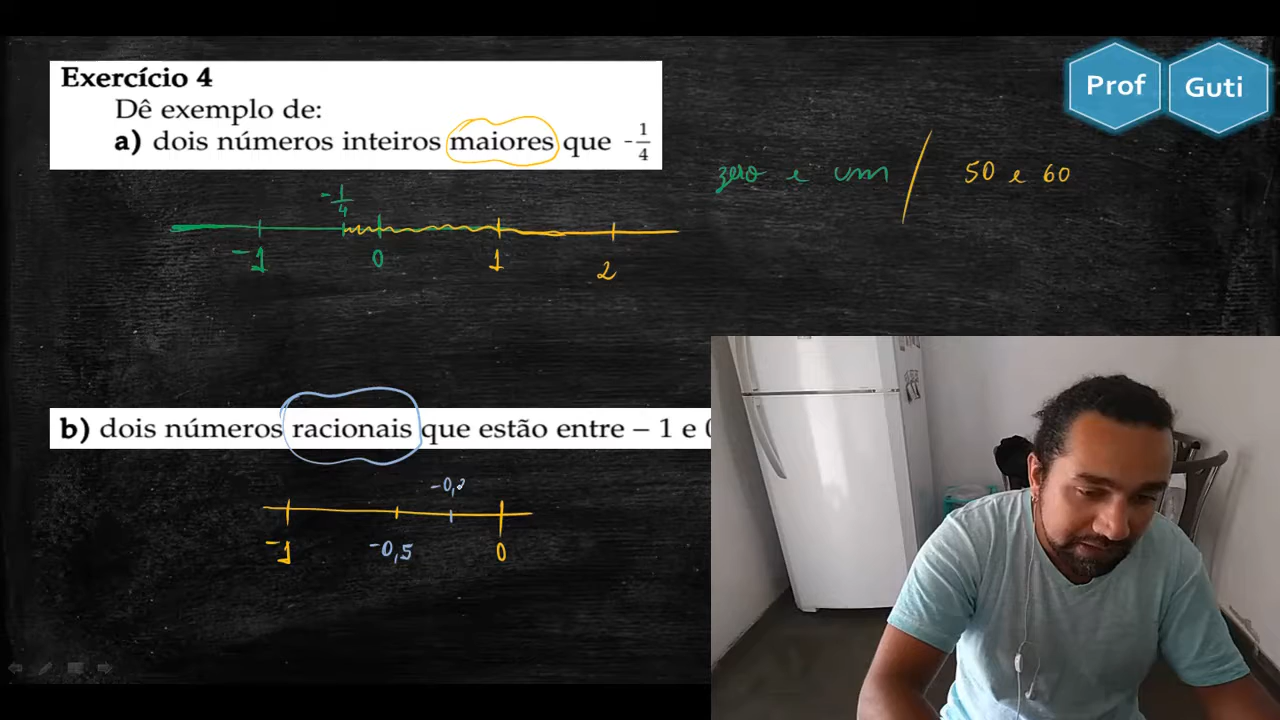 Exercício 4
Dê exemplo de:
a) dois números inteiros maiores que -1/4
Prof Guti
zero e um / 50 e 60
-1/4
-1 0 1 2
b) dois números racionais que estão entre – 1 e
-0,
-1 -0,5 0